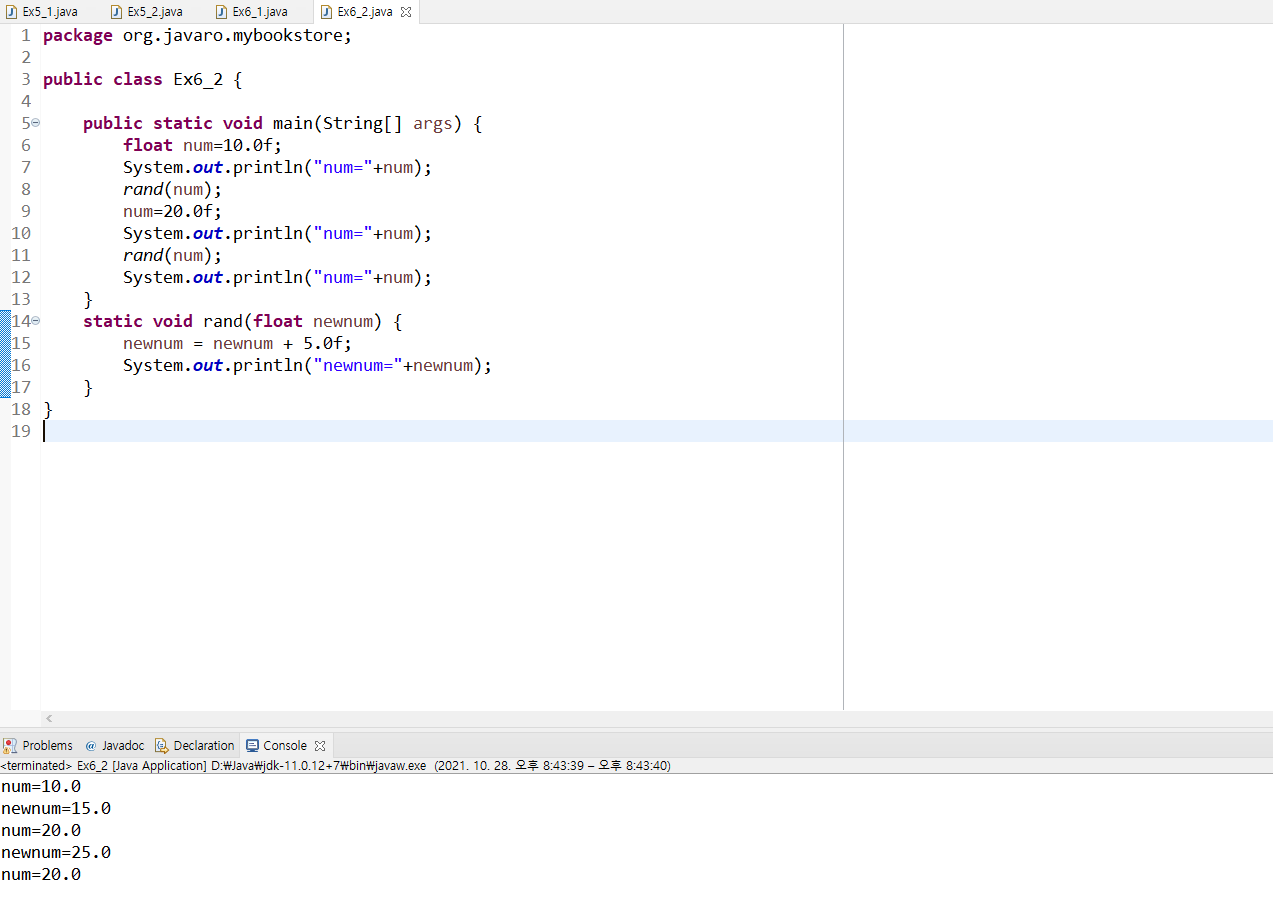 Ex5_1.java Ex5_2.java Ex6_1.java Ex6_2.java
1 package org.javaro.mybookstore;
2
3 public class Ex6_2 {
4
5 public static void main(String[] args) {
6 float num=10.0f;
7 System.out.println("num="+num);
8 rand(num);
9 num=20.0f;
10 System.out.println("num="+num);
11 rand(num);
12 System.out.println("num="+num);
13 }
14 static void rand(float newnum) {
15 newnum = newnum + 5.0f;
16 System.out.println("newnum="+newnum);
17 }
18 }
19
Problems @ Javadoc Declaration Console
<terminated> Ex6_2 [Java Application] D:₩Java₩jdk-11.0.12+7₩bin₩javaw.exe (2021. 10. 28. 오후 8:43:39 – 오후 8:43:40)
num=10.0
newnum=15.0
num=20.0
newnum=25.0
num=20.0